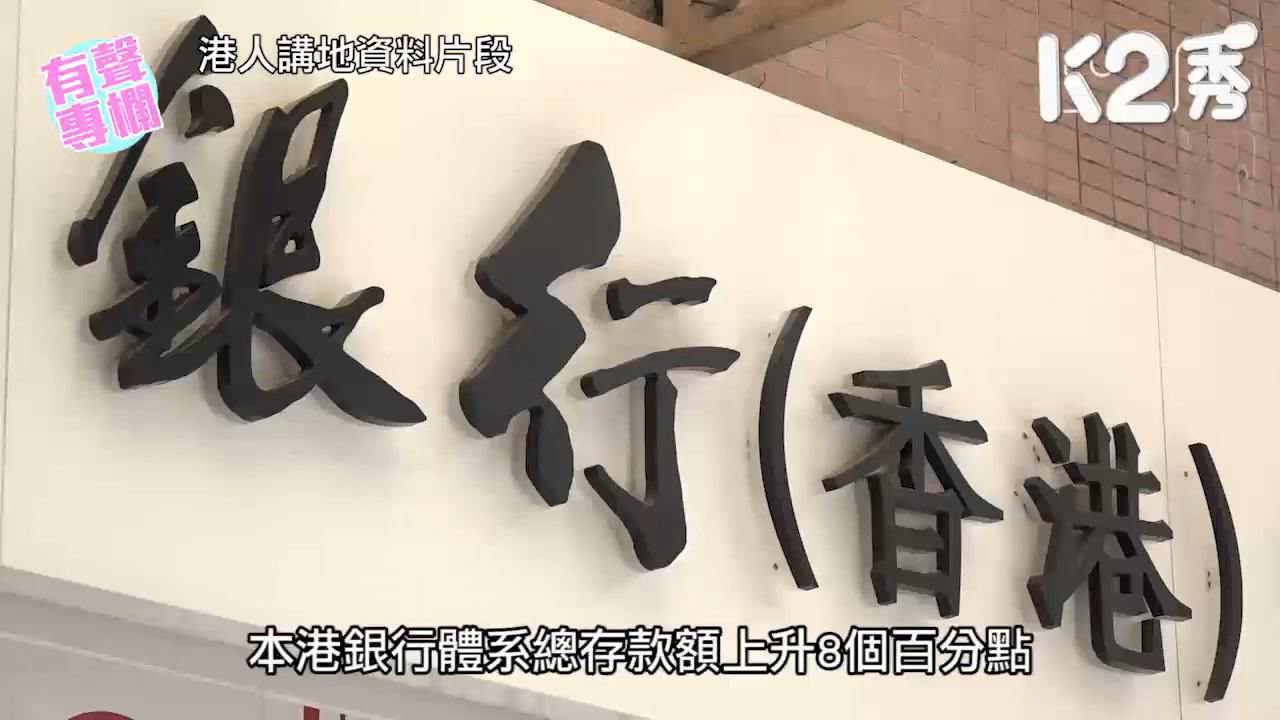 有聲
專欄
港人講地資料片段
K2秀
銀行(香港)
本港銀行體系總存款額上升8個百分點